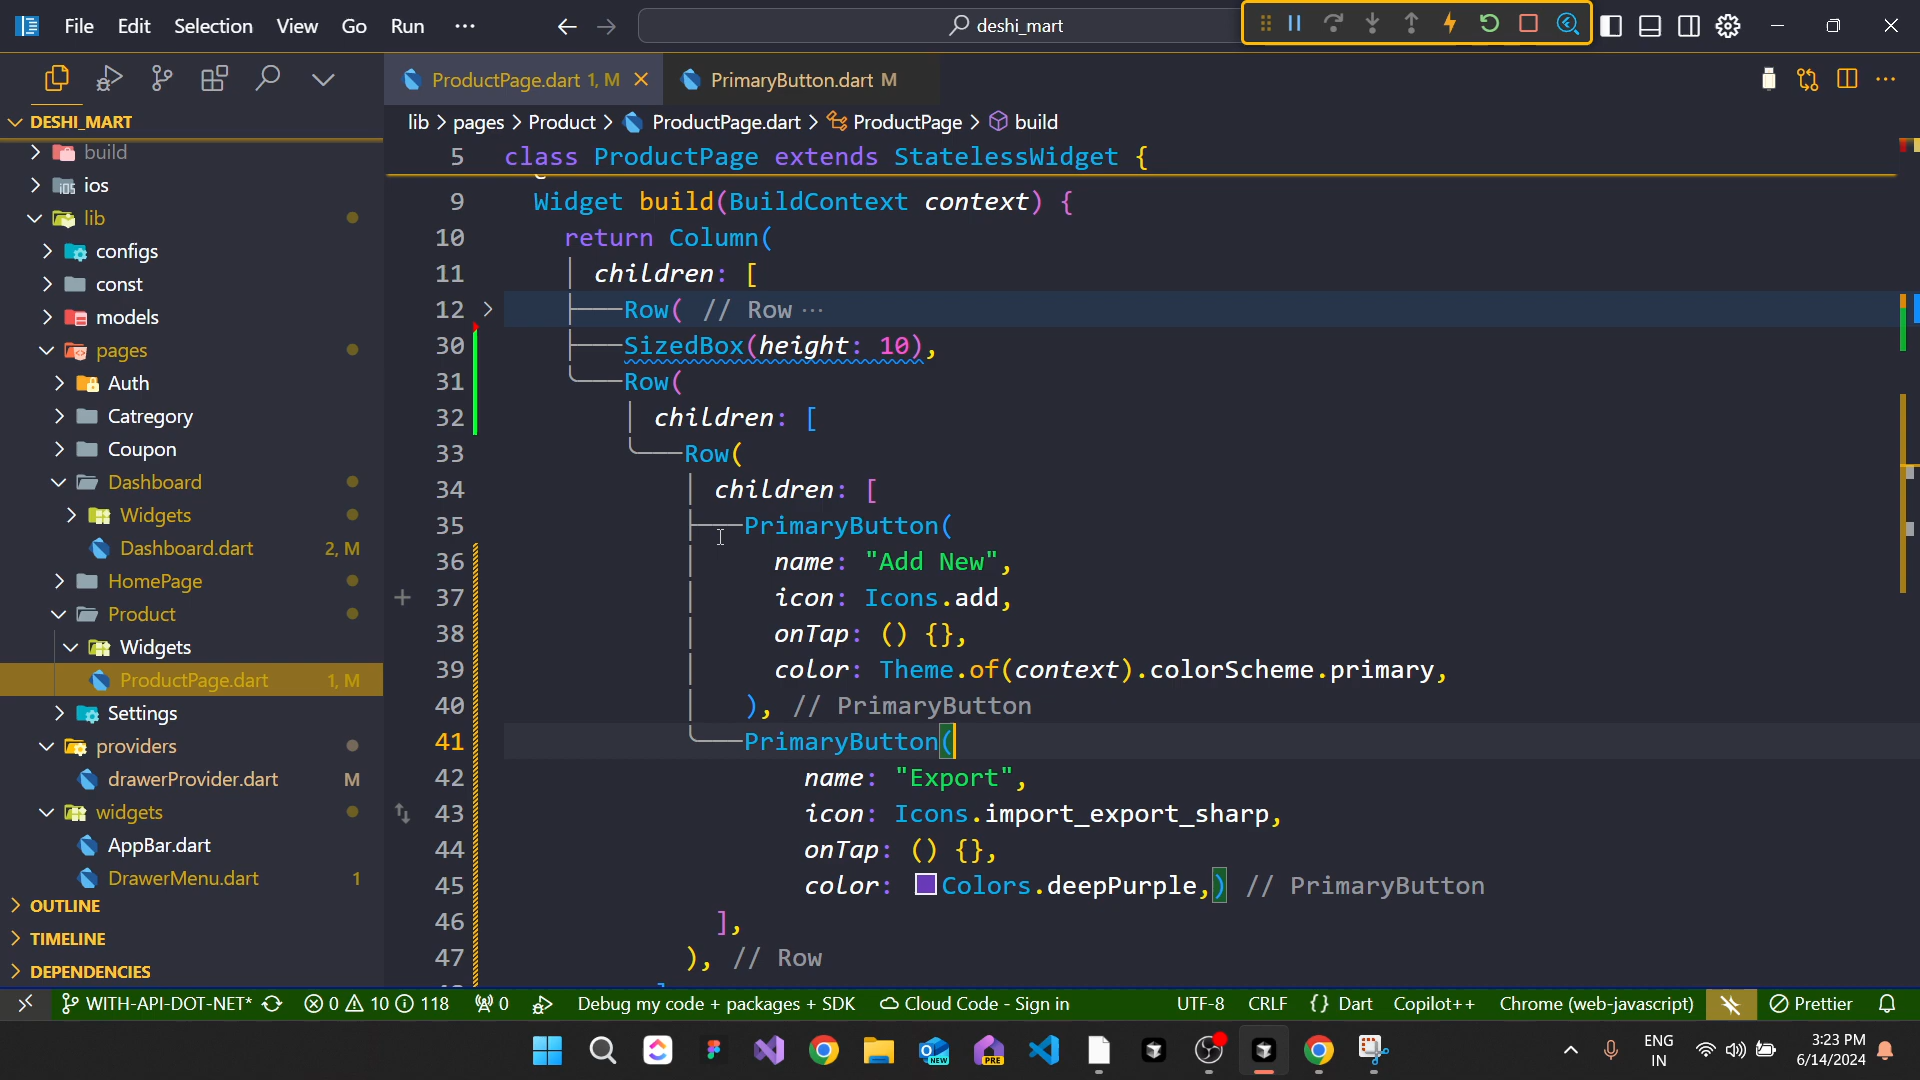 File Edit Selection View Go Run ··· deshi_mart
ProductPage.dart 1, M PrimaryButton.dart M
DESHI_MART
lib > pages > Product > ProductPage.dart > ProductPage > build
build
ios
lib
configs
const
models
pages
Auth
Catregory
Coupon
Dashboard
Widgets
Dashboard.dart 2, M
HomePage
Product
Widgets
ProductPage.dart 1, M
Settings
providers
drawerProvider.dart M
widgets
AppBar.dart
DrawerMenu.dart 1
OUTLINE
TIMELINE
DEPENDENCIES
5 class ProductPage extends StatelessWidget {
9 Widget build(BuildContext context) {
10 return Column(
11 children: [
12 Row( // Row ···
30 SizedBox(height: 10),
31 Row(
32 children: [
33 Row(
34 children: [
35 PrimaryButton(
36 name: "Add New",
37 icon: Icons.add,
38 onTap: () {},
39 color: Theme.of(context).colorScheme.primary,
40 ), // PrimaryButton
41 PrimaryButton(
42 name: "Export",
43 icon: Icons.import_export_sharp,
44 onTap: () {},
45 color: Colors.deepPurple,) // PrimaryButton
46 ],
47 ), // Row
WITH-API-DOT-NET* 0 10 118 0 Debug my code + packages + SDK Cloud Code - Sign in UTF-8 CRLF {} Dart Copilot++ Chrome (web-javascript) Prettier
NEW PRE ENG
IN
3:23 PM
6/14/2024